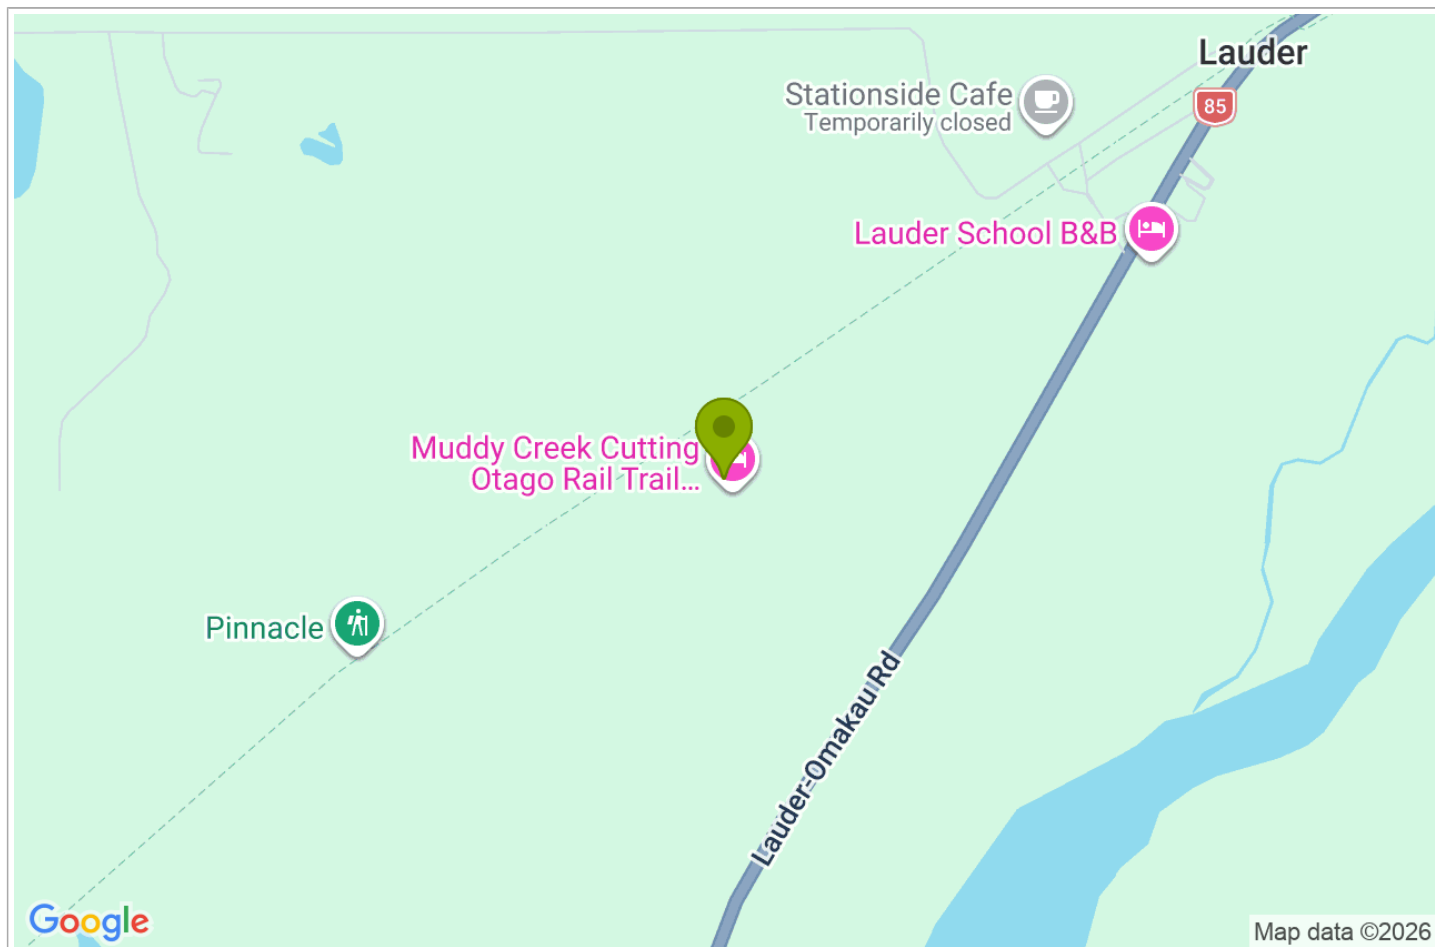 Lauder
Stationside Cafe
Temporarily closed
85
Lauder School B&B
Muddy Creek Cutting
Otago Rail Trail...
Pinnacle
Lauder-Omakau Rd
Google
Map data ©2026